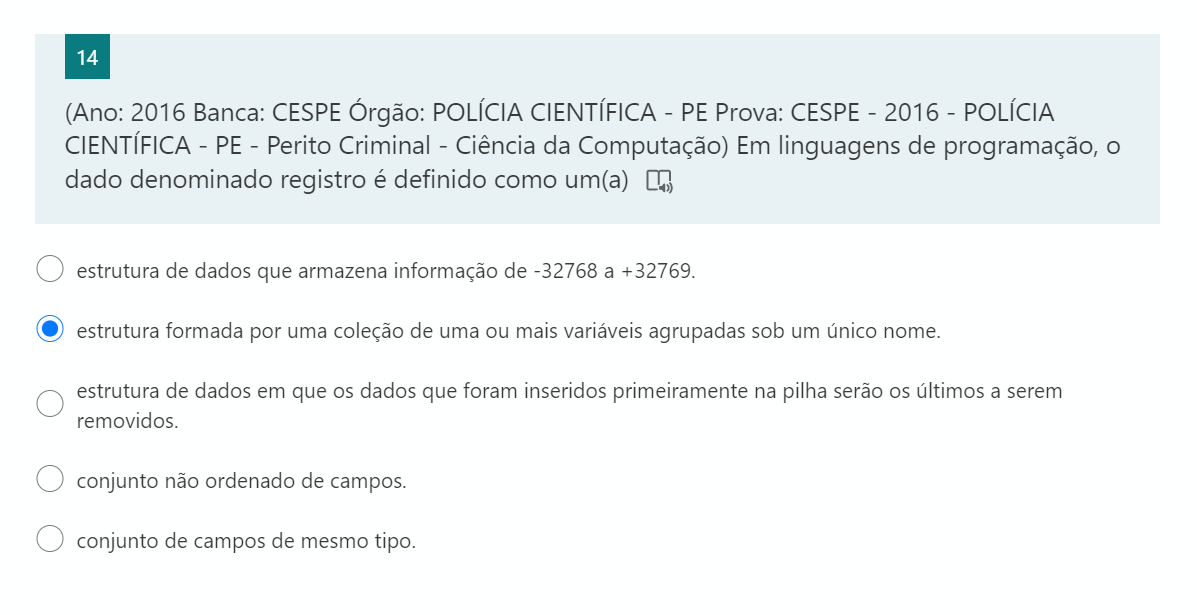 14
(Ano: 2016 Banca: CESPE Órgão: POLÍCIA CIENTÍFICA - PE Prova: CESPE - 2016 - POLÍCIA
CIENTÍFICA - PE - Perito Criminal - Ciência da Computação) Em linguagens de programação, o
dado denominado registro é definido como um(a)
estrutura de dados que armazena informação de -32768 a +32769.
estrutura formada por uma coleção de uma ou mais variáveis agrupadas sob um único nome.
estrutura de dados em que os dados que foram inseridos primeiramente na pilha serão os últimos a serem
removidos.
conjunto não ordenado de campos.
conjunto de campos de mesmo tipo.